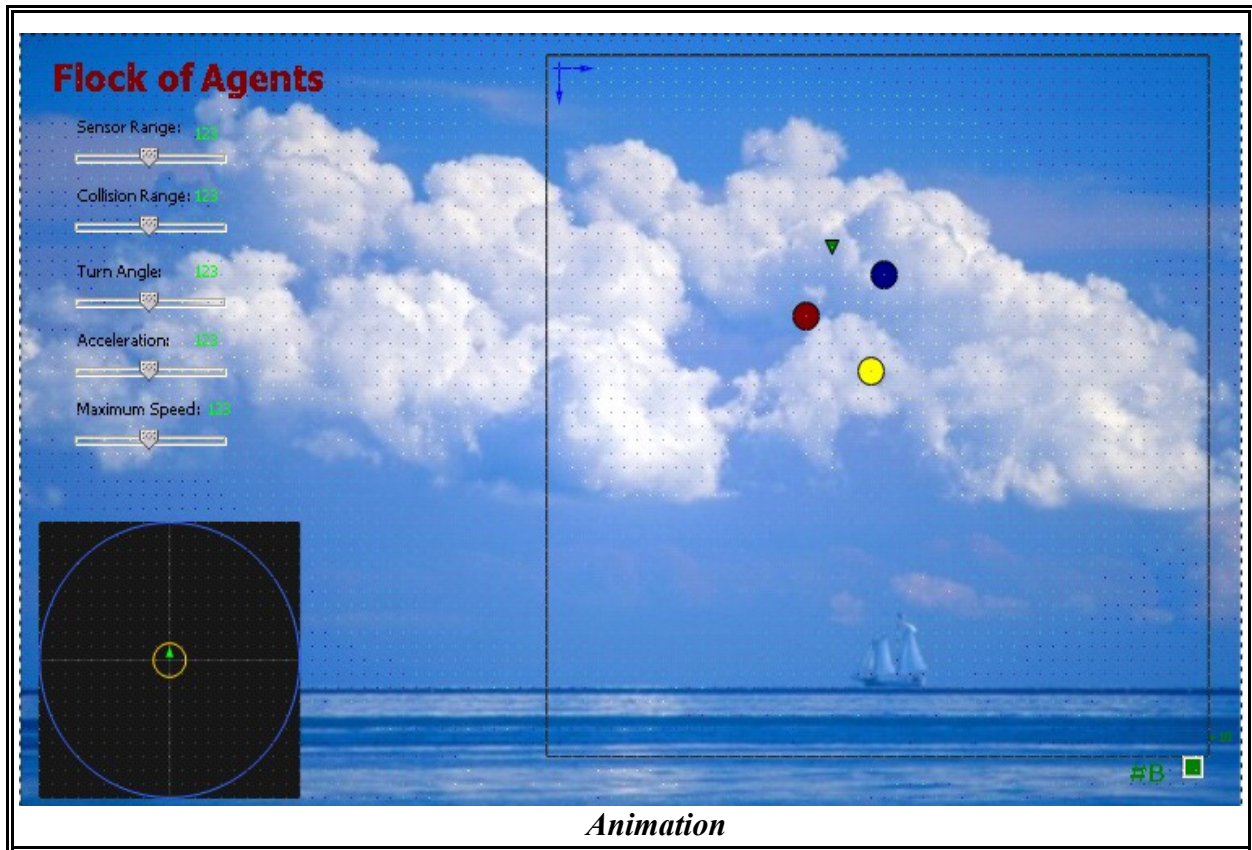 Flock of Agents
Sensor Range: 123
Collision Range: 123
Turn Angle: 123
Acceleration: 123
Maximum Speed: 123
#B
Animation